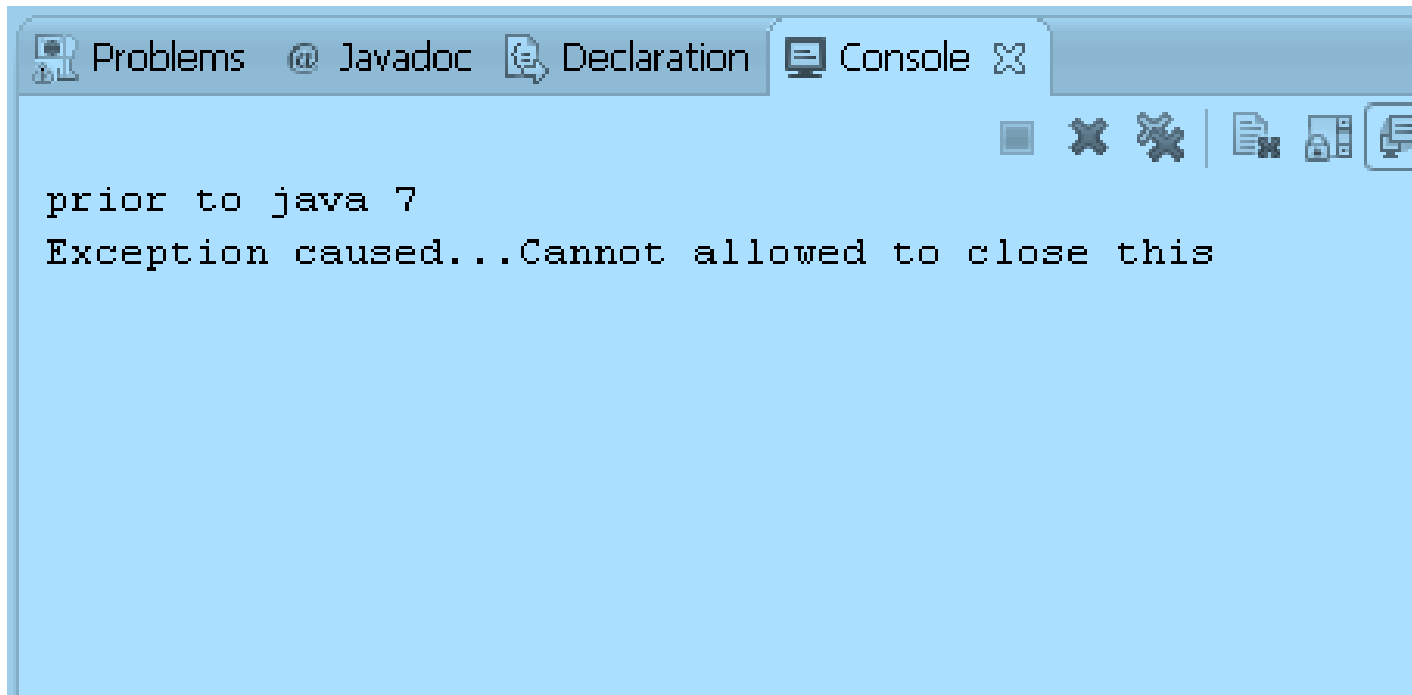 Problems @ Javadoc Declaration Console
prior to java 7
Exception caused...Cannot allowed to close this